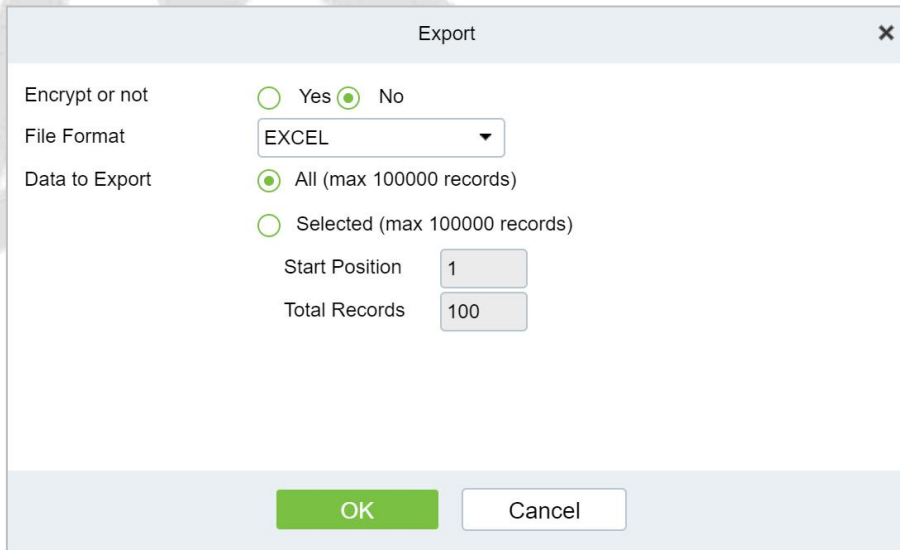 Export
Encrypt or not Yes No
File Format EXCEL
Data to Export All (max 100000 records)
Selected (max 100000 records)
Start Position 1
Total Records 100
OK Cancel